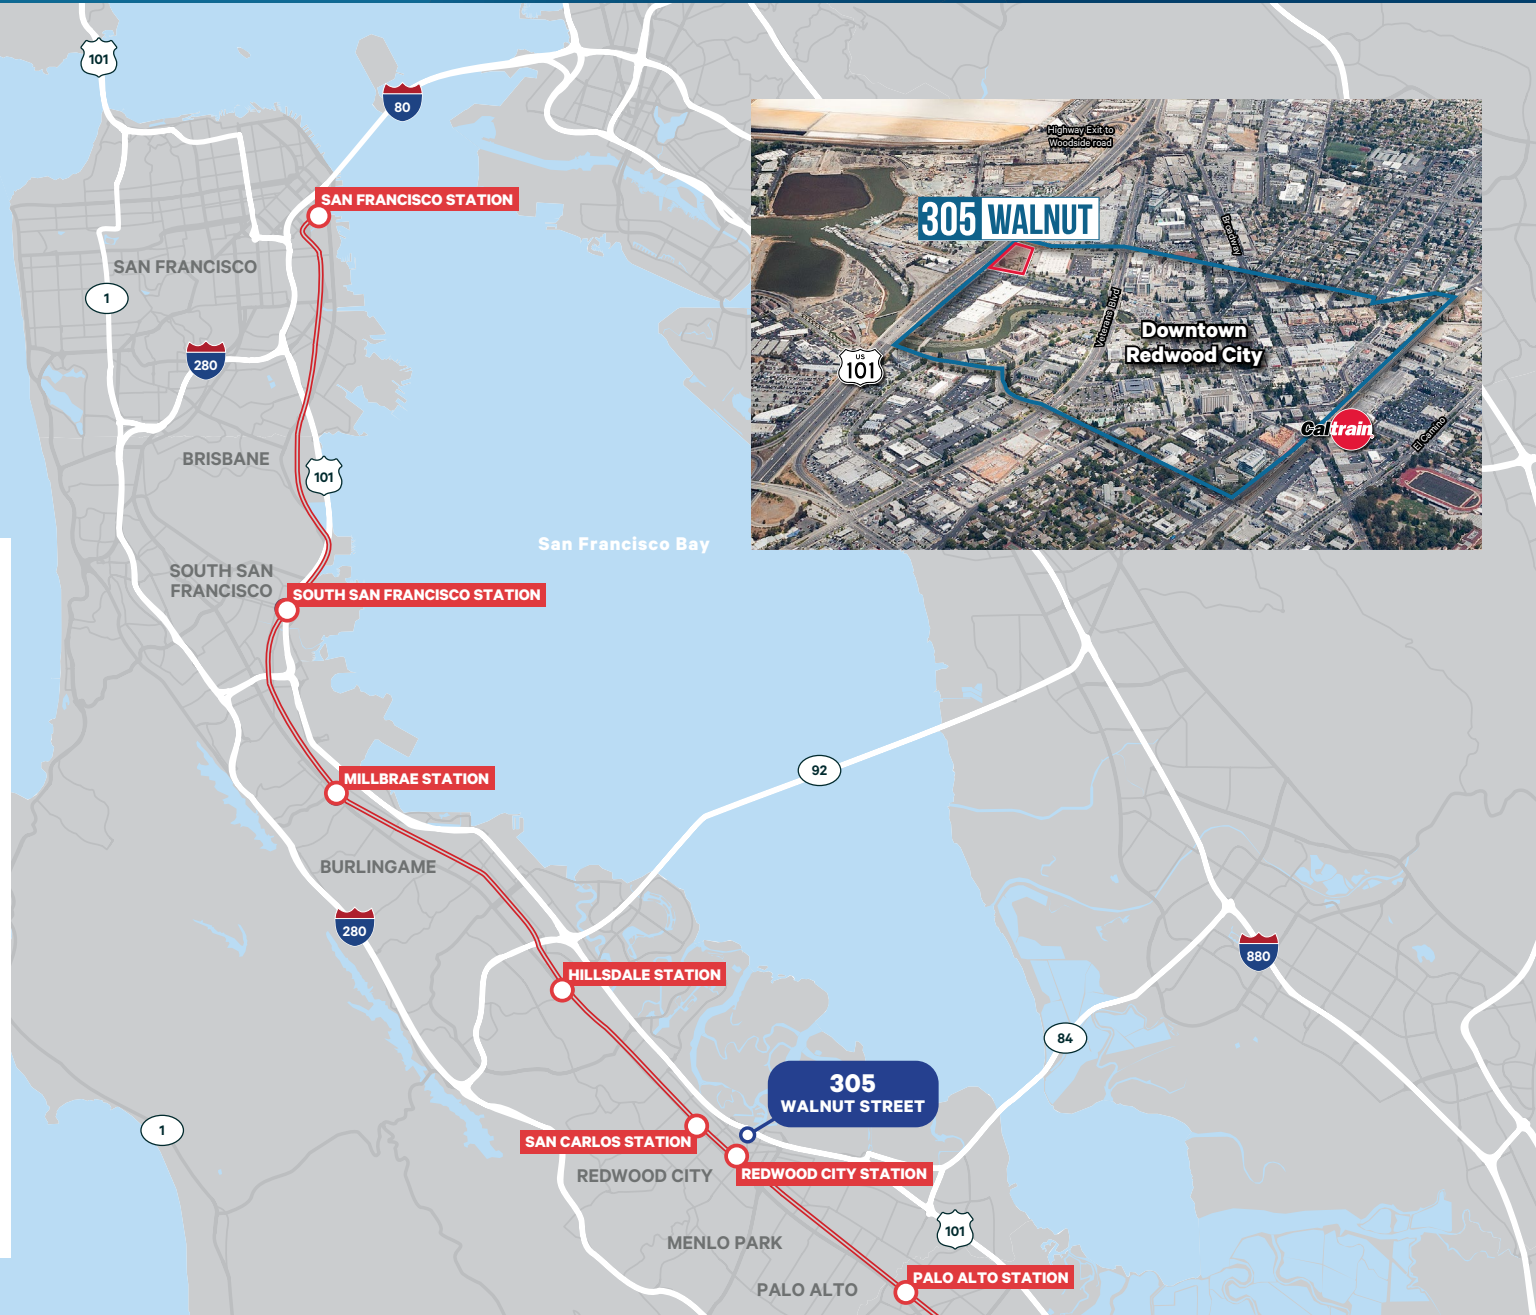 101
80
Highway Exit to
Woodside road
SAN FRANCISCO STATION
305 WALNUT
Broadway
SAN FRANCISCO
1
Veterans Blvd
Downtown
Redwood City
280
US
101
Caltrain
El Camino
BRISBANE
101
San Francisco Bay
SOUTH SAN
FRANCISCO
SOUTH SAN FRANCISCO STATION
92
MILLBRAE STATION
BURLINGAME
280
880
HILLSDALE STATION
84
305
WALNUT STREET
1
SAN CARLOS STATION
REDWOOD CITY
REDWOOD CITY STATION
101
MENLO PARK
PALO ALTO
PALO ALTO STATION